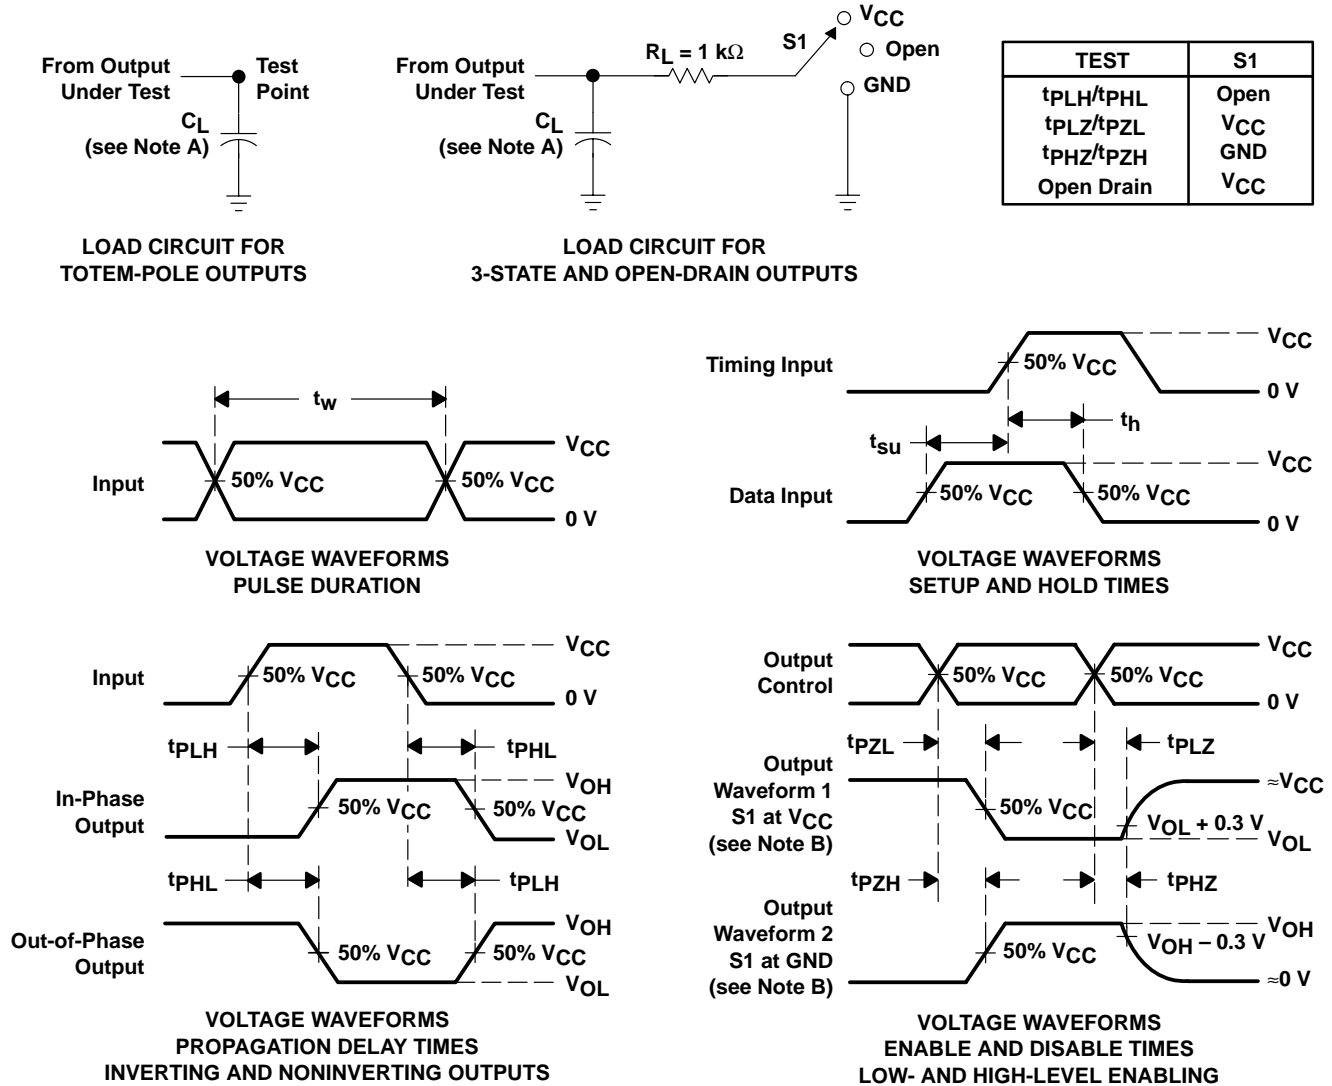 From Output
Under Test
Test
Point
CL
(see Note A)
LOAD CIRCUIT FOR
TOTEM-POLE OUTPUTS
From Output
Under Test
CL
(see Note A)
RL = 1 kΩ
S1
VCC
Open
GND
LOAD CIRCUIT FOR
3-STATE AND OPEN-DRAIN OUTPUTS
TEST S1
tPLH/tPHL Open
tPLZ/tPZL VCC
tPHZ/tPZH GND
Open Drain VCC
tw
Input
50% VCC
50% VCC
VCC
0 V
VOLTAGE WAVEFORMS
PULSE DURATION
Timing Input
50% VCC
VCC
0 V
tsu
th
Data Input
50% VCC
50% VCC
VCC
0 V
VOLTAGE WAVEFORMS
SETUP AND HOLD TIMES
Input
50% VCC
50% VCC
VCC
0 V
tPLH
tPHL
In-Phase
Output
50% VCC
50% VCC
VOH
VOL
tPHL
tPLH
Out-of-Phase
Output
50% VCC
50% VCC
VOH
VOL
VOLTAGE WAVEFORMS
PROPAGATION DELAY TIMES
INVERTING AND NONINVERTING OUTPUTS
Output
Control
50% VCC
50% VCC
VCC
0 V
tPZL
tPLZ
Output
Waveform 1
S1 at VCC
(see Note B)
50% VCC
≈VCC
VOL + 0.3 V
VOL
tPZH
tPHZ
Output
Waveform 2
S1 at GND
(see Note B)
50% VCC
VOH
VOH − 0.3 V
≈0 V
VOLTAGE WAVEFORMS
ENABLE AND DISABLE TIMES
LOW- AND HIGH-LEVEL ENABLING